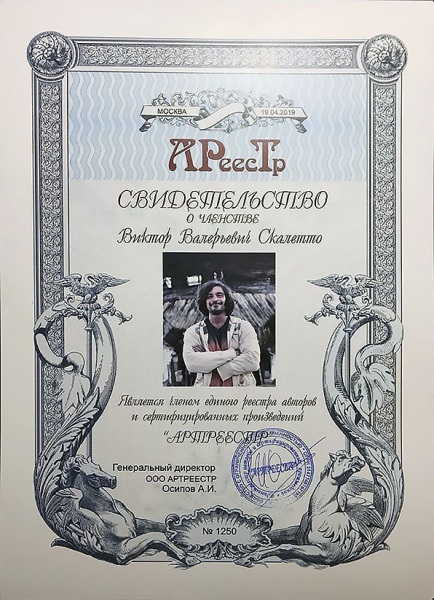 МОСКВА 19.04.2019
АРеесТр
СВИДЕТЕЛЬСТВО
О ЧЛЕНСТВЕ
Виктор Валерьевич Скалетто
Является членом единого реестра авторов
и сертифицированных произведений
"АРТРЕЕСТР"
АРТРЕЕСТР
Генеральный директор
ООО АРТРЕЕСТР
Осипов А.И.
№ 1250